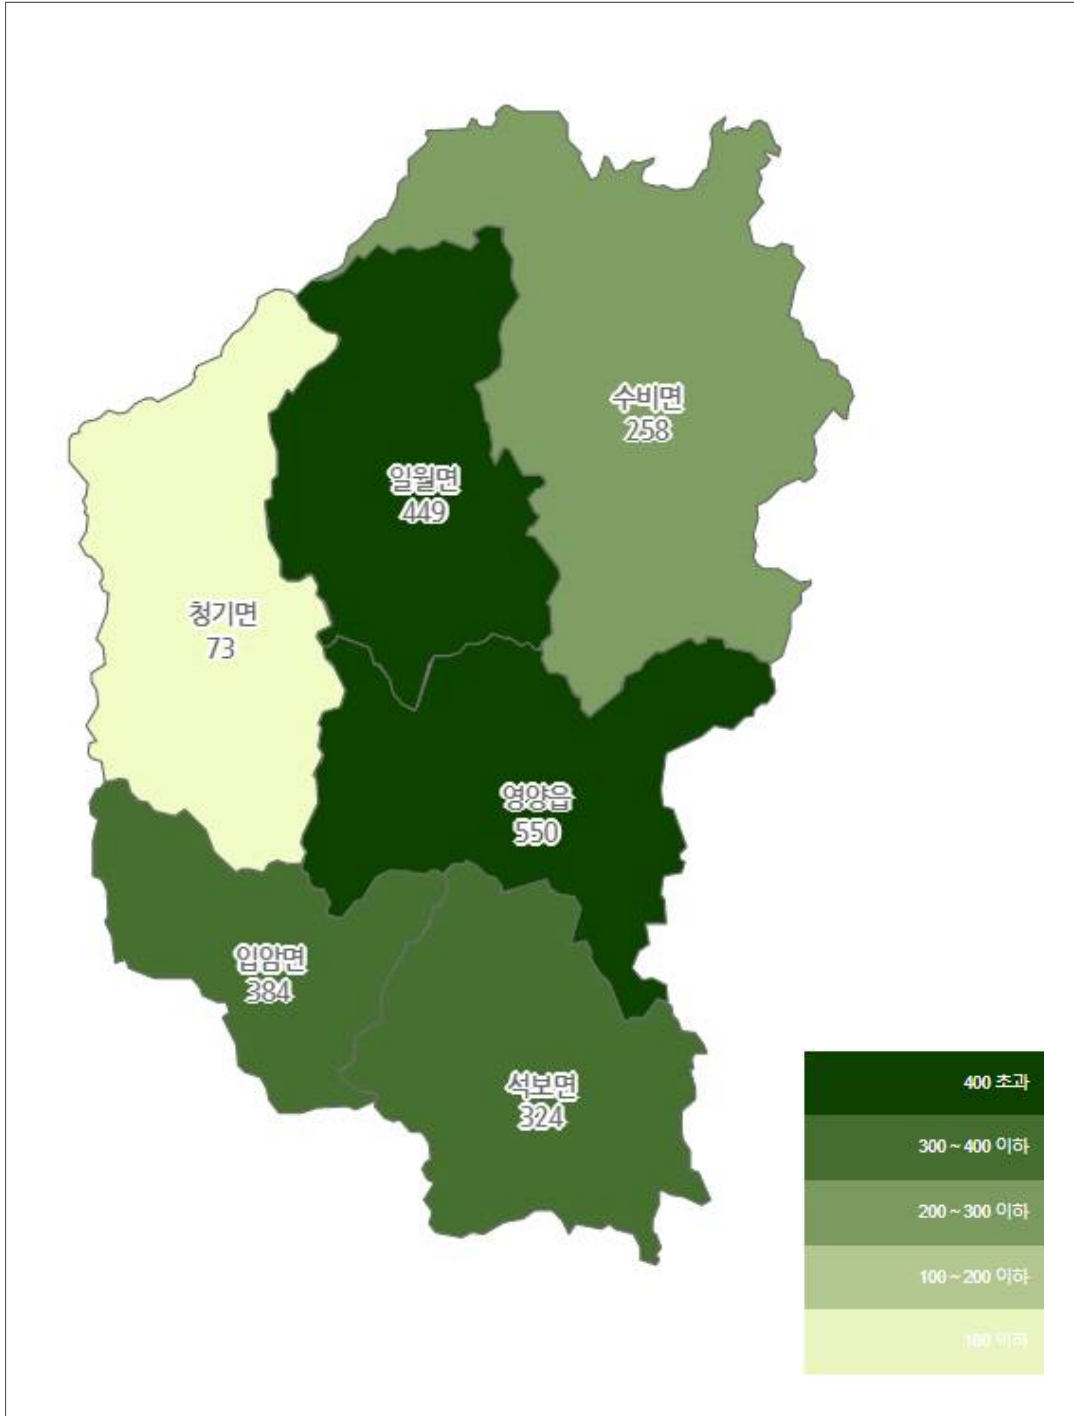 수비면
258
일월면
449
청기면
73
영양읍
550
입암면
384
석보면
324
400 초과
300 ~ 400 이하
200 ~ 300 이하
100 ~ 200 이하
100 이하